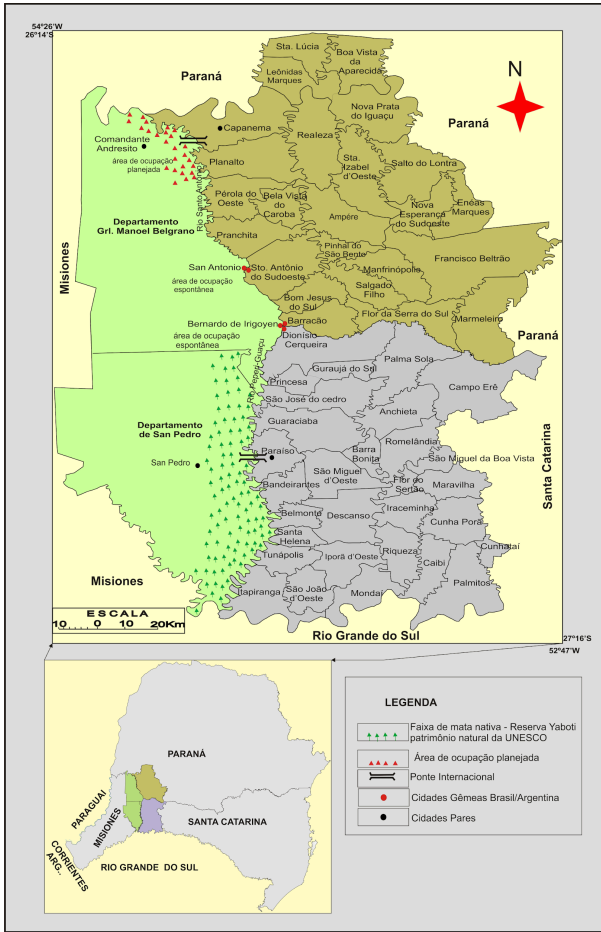 54°26"
26°14'S
Paraná
Sta. Lúcia
Boa Vista
da
Aparecida
Leônidas
Marques
N
Nova Prata
do Iguaçu
Paraná
Comandante
Andresito
Capanema
Realeza
área de ocupação
planejada
Planalto
Sta.
Izabel
d'Oeste
Salto do Lontra
Rio Santo Antônio
Pérola do
Oeste
Bela Vista
do
Caroba
Ampére
Nova
Esperança
do Sudoeste
Enéas
Marques
Departamento
Grl. Manoel Belgrano
Pranchita
Misiones
Pinhal do
São Bento
Francisco Beltrão
San Antonio
Sto. Antônio
do Sudoeste
Manfrinópolis
área de ocupação
espontânea
Salgado
Filho
Bom Jesus
do Sul
Flor da Serra do Sul
Marmeleiro
Bernardo de Irigoyen
Barracão
área de ocupação
espontânea
Dionísio
Cerqueira
Paraná
Rio Peperi Guaçu
Palma Sola
Guraujá do Sul
Princesa
Campo Erê
São José do cedro
Anchieta
Departamento
de San Pedro
Guaraciaba
Romelândia
San Pedro
Paraíso
Barra
Bonita
São Miguel da Boa Vista
Santa Catarina
Bandeirantes
São Miguel
d'Oeste
Flor do
Sertão
Maravilha
Belmonte
Descanso
Iraceminha
Cunha Porã
Santa
Helena
Tunápolis
Iporã d'Oeste
Riqueza
Cunhataí
Caibi
Misiones
Itapiranga
São João
d'Oeste
Mondaí
Palmitos
ESCALA
10 0 10 20Km
Rio Grande do Sul
27°16"S
52°47"W
PARANÁ
PARAGUAI
MISIONES
SANTA CATARINA
CORRIENTES
ARG..
RIO GRANDE DO SUL
LEGENDA
Faixa de mata nativa - Reserva Yaboti
patrimônio natural da UNESCO
Área de ocupação planejada
Ponte Internacional
Cidades Gêmeas Brasil/Argentina
Cidades Pares